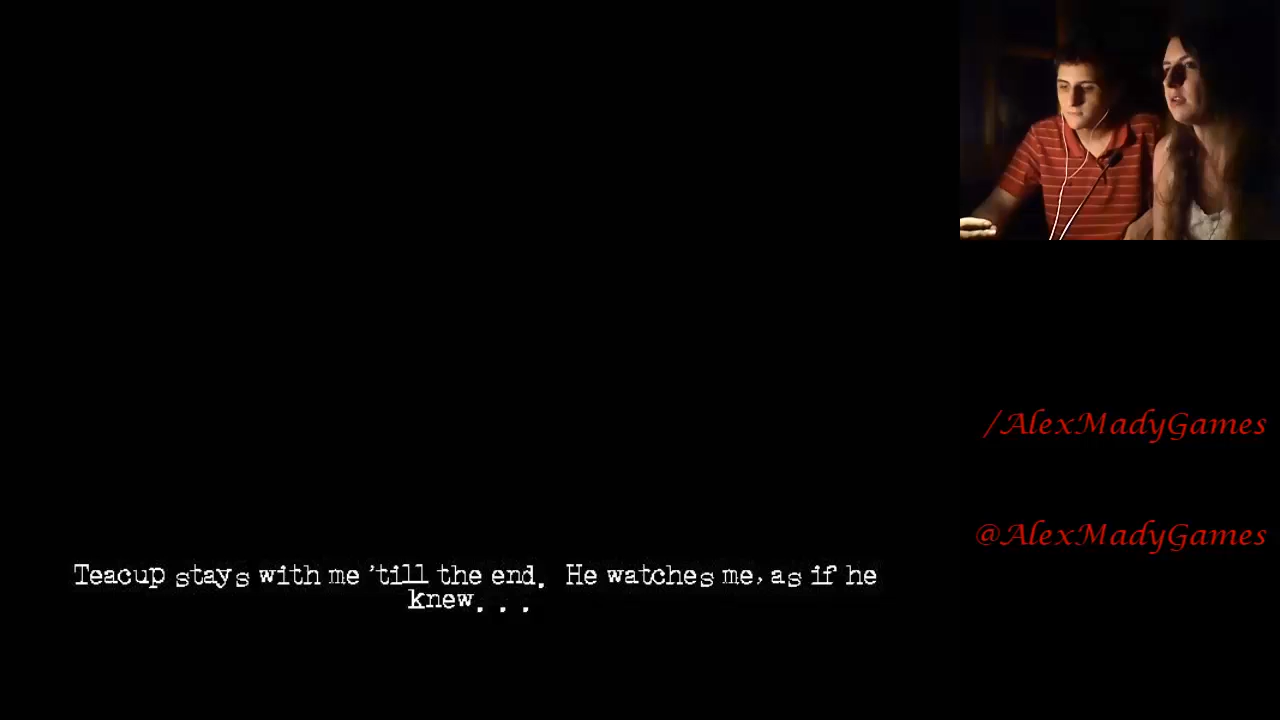 /AlexMadyGames
@AlexMadyGames
Teacup stays with me 'till the end. He watches me, as if he
knew...